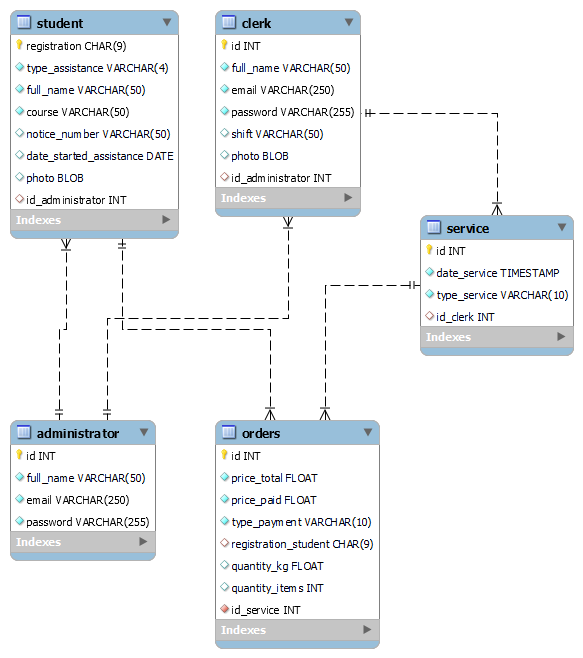 student
registration CHAR(9)
type_assistance VARCHAR(4)
full_name VARCHAR(50)
course VARCHAR(50)
notice_number VARCHAR(50)
date_started_assistance DATE
photo BLOB
id_administrator INT
Indexes
clerk
id INT
full_name VARCHAR(50)
email VARCHAR(250)
password VARCHAR(255)
shift VARCHAR(50)
photo BLOB
id_administrator INT
Indexes
service
id INT
date_service TIMESTAMP
type_service VARCHAR(10)
id_clerk INT
Indexes
administrator
id INT
full_name VARCHAR(50)
email VARCHAR(250)
password VARCHAR(255)
Indexes
orders
id INT
price_total FLOAT
price_paid FLOAT
type_payment VARCHAR(10)
registration_student CHAR(9)
quantity_kg FLOAT
quantity_items INT
id_service INT
Indexes